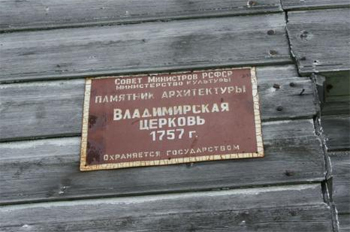 Совет Министров РСФСР
Министерство культуры
Памятник архитектуры
Владимирская
церковь
1757 г.
Охраняется государством